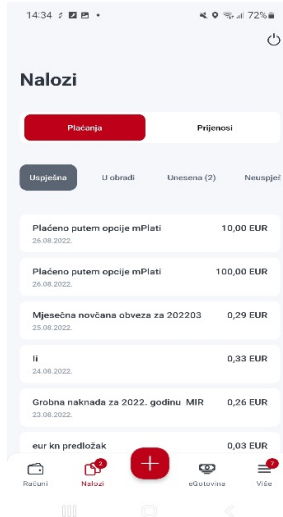 14:34
72%
Nalozi
Plaćanja
Prijenosi
Uspješna
U obradi
Unesena (2)
Neuspješ
Plaćeno putem opcije mPlati
10,00 EUR
26.08.2022.
Plaćeno putem opcije mPlati
100,00 EUR
26.08.2022.
Mjesečna novčana obveza za 202203
0,29 EUR
25.08.2022.
li
0,33 EUR
24.08.2022.
Grobna naknada za 2022. godinu MIR
0,26 EUR
23.08.2022.
eur kn predložak
0,03 EUR
2
7
Računi
Nalozi
eGutovina
Više